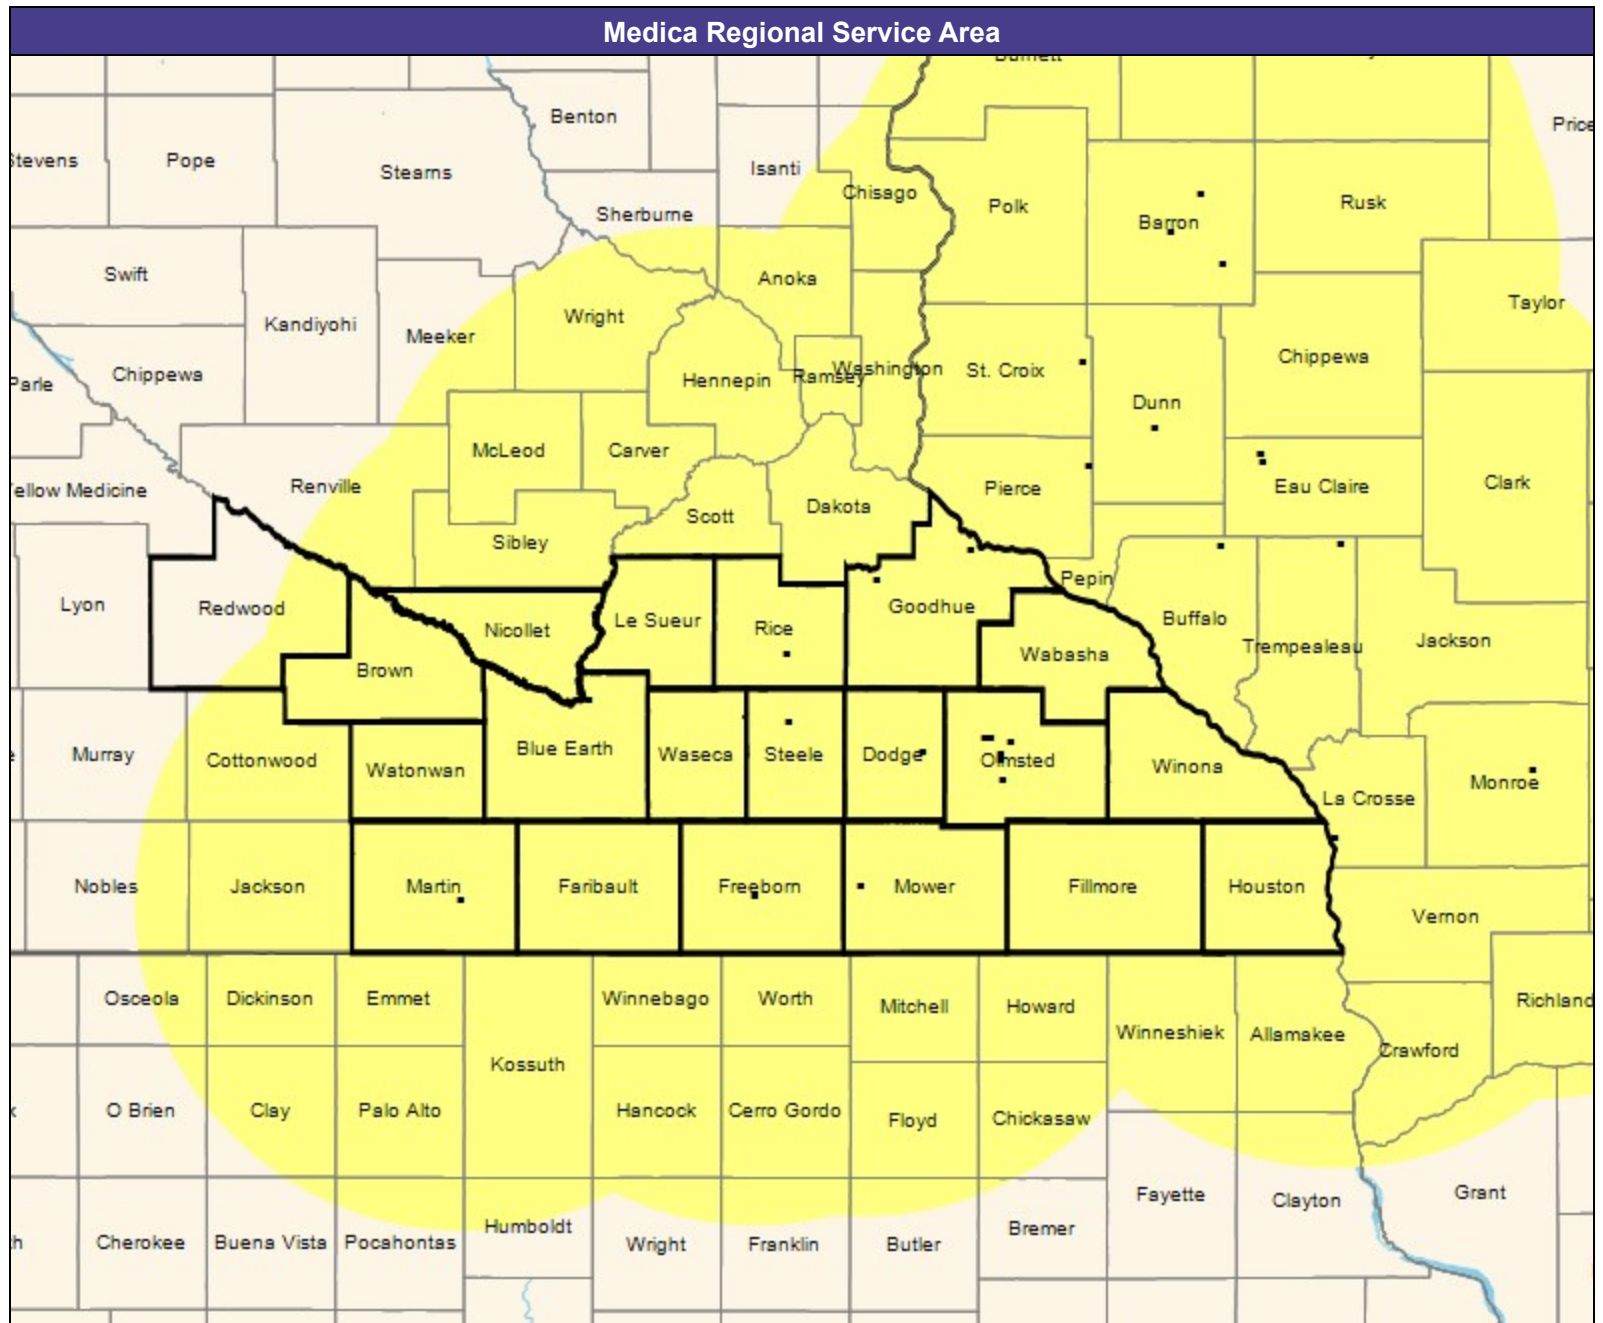 Medica Regional Service Area
Benton
Price
Stevens
Pope
Stearns
Isanti
Chisago
Polk
Barron
Rusk
Sherburne
Swift
Anoka
Taylor
Kandiyohi
Wright
Meeker
Chippewa
Hennepin
Ramsey
Washington
St. Croix
Chippewa
Parle
Dunn
McLeod
Carver
Renville
ellow Medicine
Pierce
Eau Claire
Clark
Dakota
Scott
Sibley
Pepin
Lyon
Redwood
Nicollet
Le Sueur
Rice
Goodhue
Buffalo
Trempealeau
Jackson
Brown
Wabasha
Murray
Cottonwood
Watonwan
Blue Earth
Waseca
Steele
Dodge
Olmsted
Winona
La Crosse
Monroe
Nobles
Jackson
Martin
Faribault
Freeborn
Mower
Fillmore
Houston
Vernon
Osceola
Dickinson
Emmet
Winnebago
Worth
Mitchell
Howard
Winneshiek
Allamakee
Crawford
Richland
Kossuth
O Brien
Clay
Palo Alto
Hancock
Cerro Gordo
Floyd
Chickasaw
Fayette
Clayton
Grant
Cherokee
Buena Vista
Pocahontas
Humboldt
Wright
Franklin
Butler
Bremer